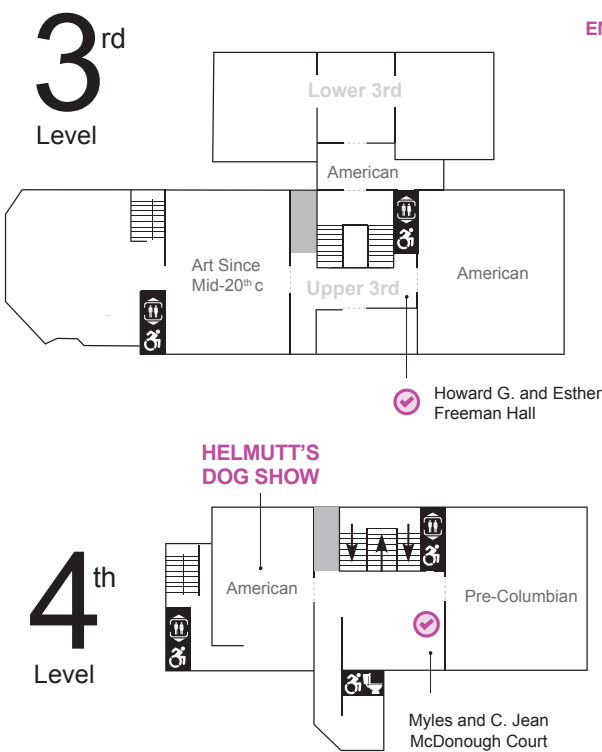 3rd
Level
EN
Lower 3rd
American
Art Since
Mid-20th c
Upper 3rd
American
Howard G. and Esther
Freeman Hall
HELMUTT'S
DOG SHOW
4th
Level
American
Pre-Columbian
Myles and C. Jean
McDonough Court